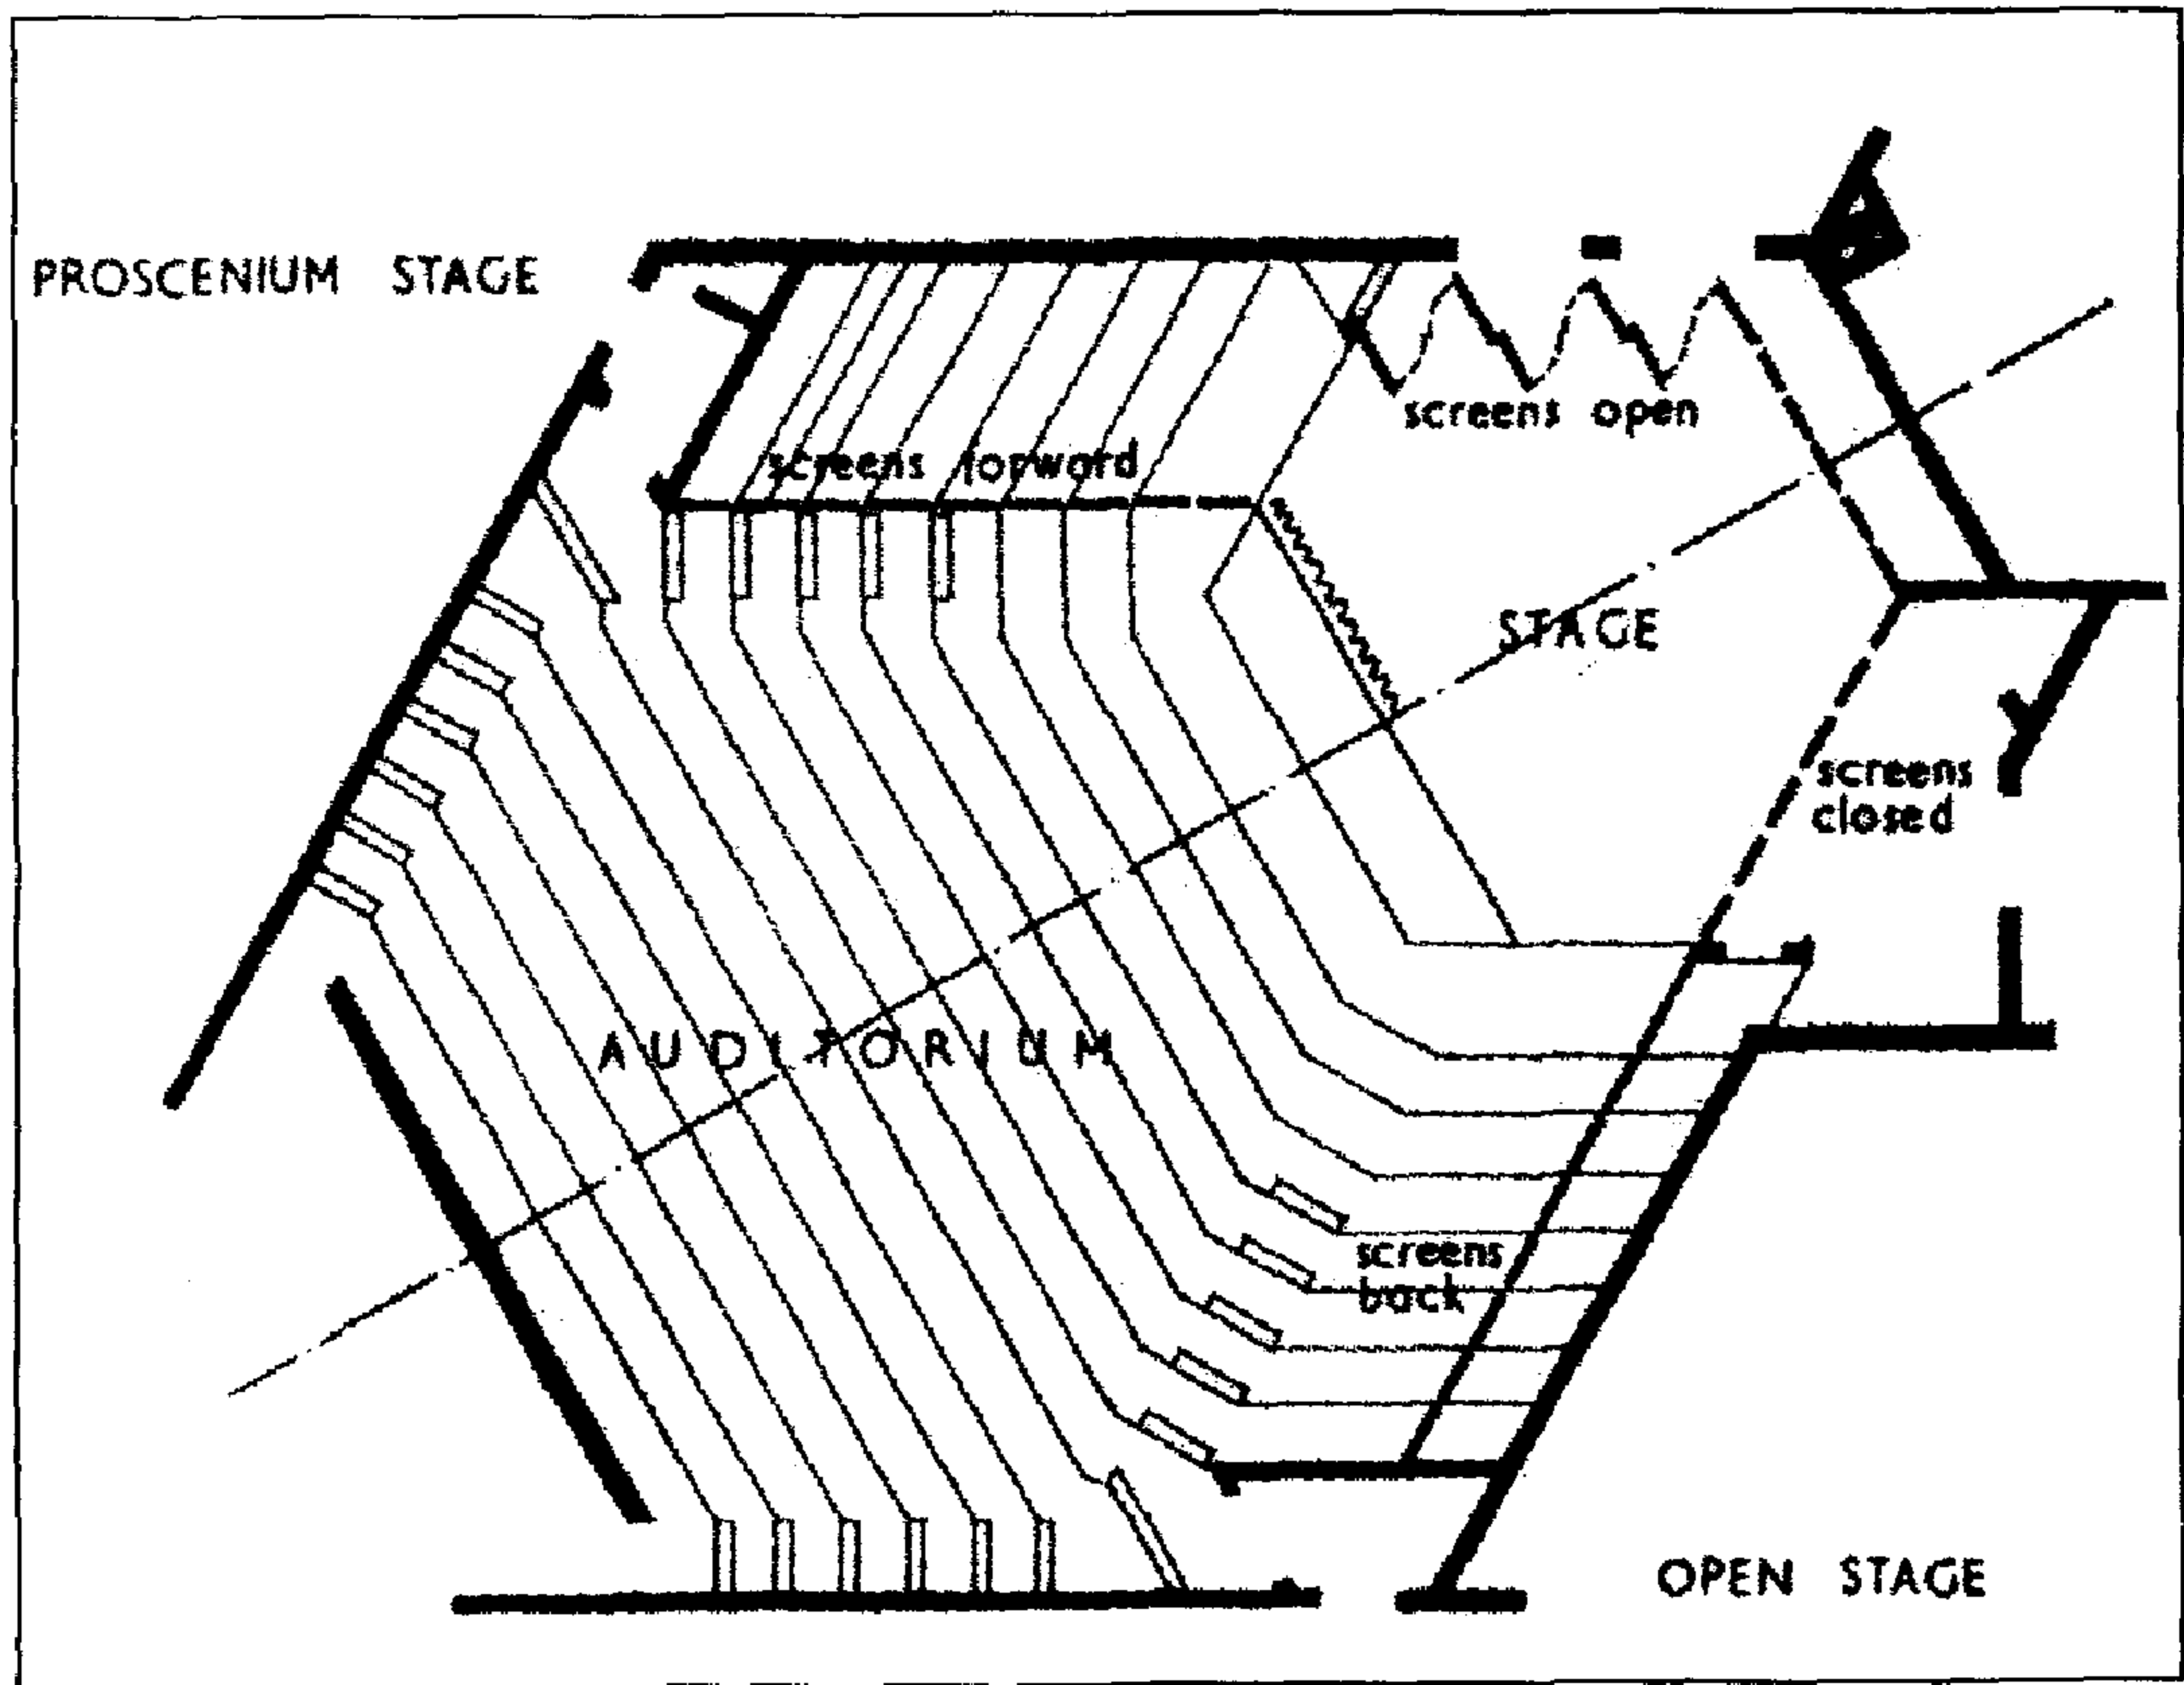 PROSCENIUM STAGE
screens open
screens forward
STAGE
screens
closed
AUDITORIUM
screens
back
OPEN STAGE